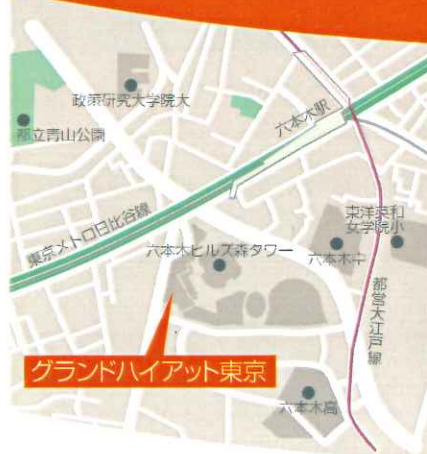 政策研究大学院大
都立青山公園
六本木駅
東京メトロ日比谷線
東洋英和
女学院小
六本木ヒルズ森タワー
六本木中
都営大江戸線
グランドハイアット東京
六本木高